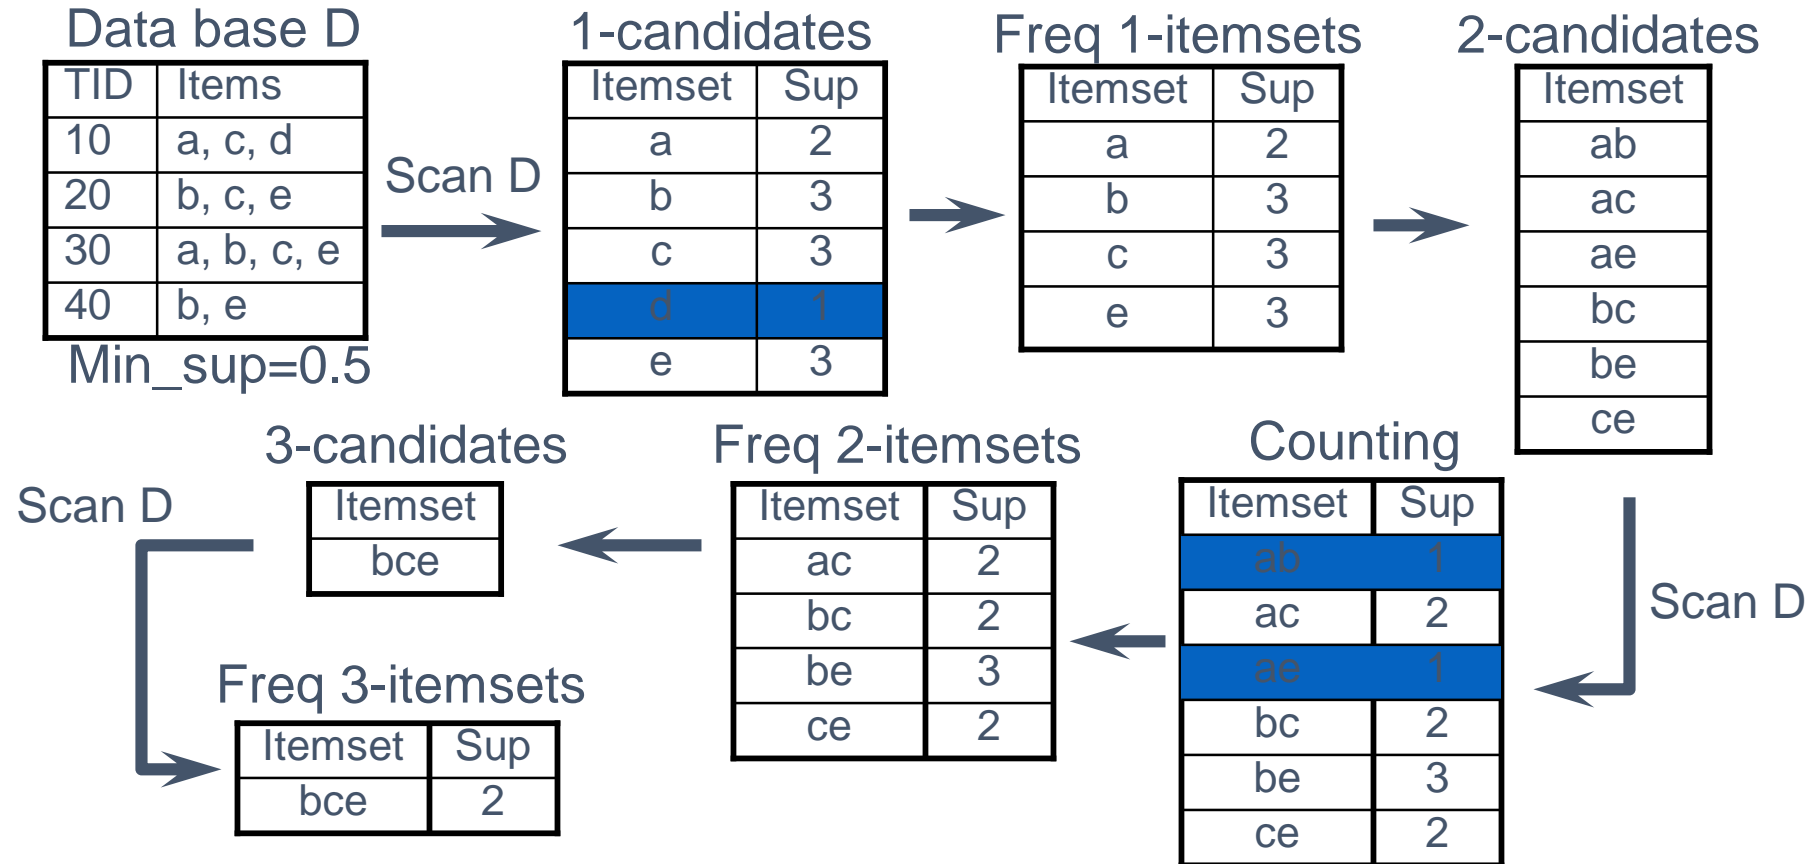 Data base D
TID Items
10 a, c, d
20 b, c, e
30 a, b, c, e
40 b, e
Min_sup=0.5
Scan D
1-candidates
Itemset Sup
a 2
b 3
c 3
d 1
e 3
Freq 1-itemsets
Itemset Sup
a 2
b 3
c 3
e 3
2-candidates
Itemset
ab
ac
ae
bc
be
ce
Scan D
Counting
Itemset Sup
ab 1
ac 2
ae 1
bc 2
be 3
ce 2
Freq 2-itemsets
Itemset Sup
ac 2
bc 2
be 3
ce 2
3-candidates
Itemset
bce
Scan D
Freq 3-itemsets
Itemset Sup
bce 2